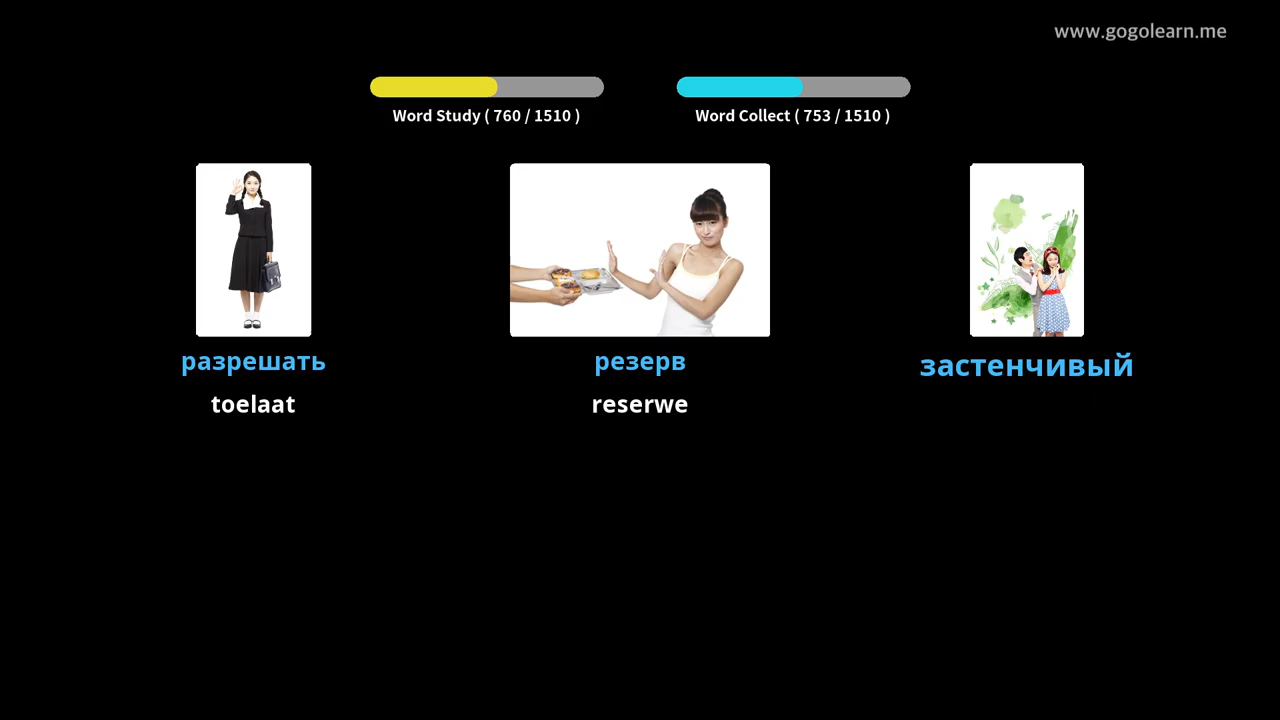 www.gogolearn.me
Word Study ( 760 / 1510 )
Word Collect ( 753 / 1510 )
разрешать
резерв
застенчивый
toelaat
reserwe